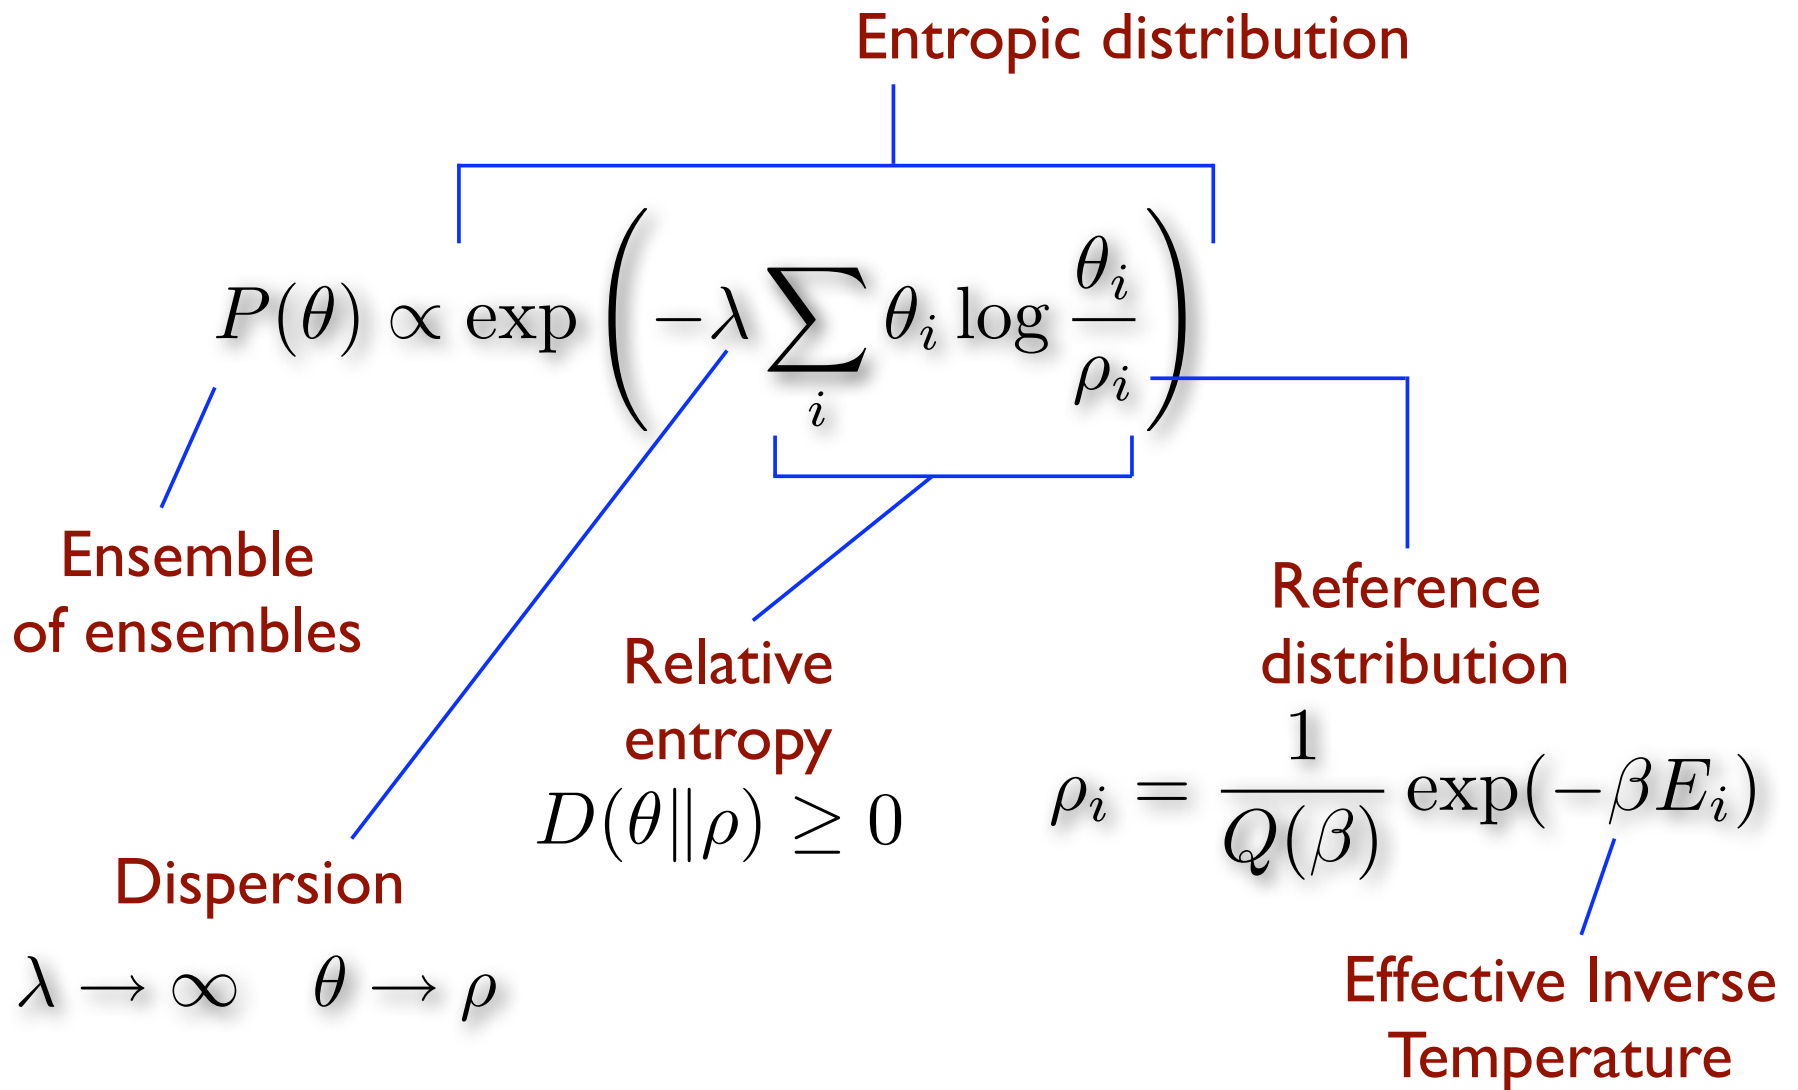 Entropic distribution
P(θ) ∝ exp(−λ ∑_i θ_i log θ_i/ρ_i)
Ensemble
of ensembles
Relative
entropy
D(θ‖ρ) ≥ 0
Reference
distribution
ρ_i = 1/Q(β) exp(−βE_i)
Dispersion
λ → ∞ θ → ρ
Effective Inverse
Temperature